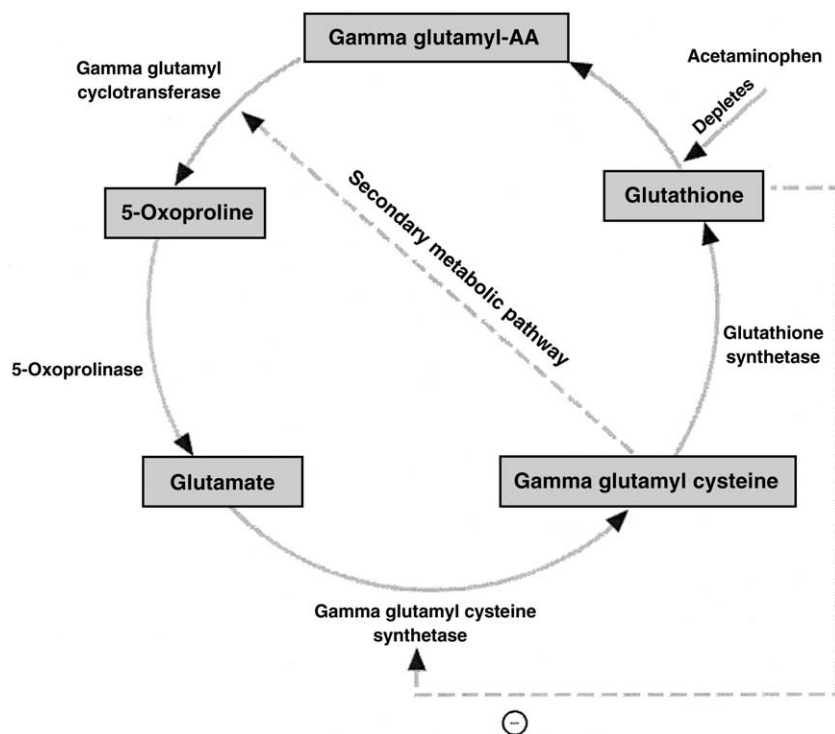 Gamma glutamyl-AA
Gamma glutamyl
cyclotransferase
Acetaminophen
Depletes
5-Oxoproline
Secondary metabolic pathway
Glutathione
5-Oxoprolinase
Glutathione
synthetase
Glutamate
Gamma glutamyl cysteine
Gamma glutamyl cysteine
synthetase